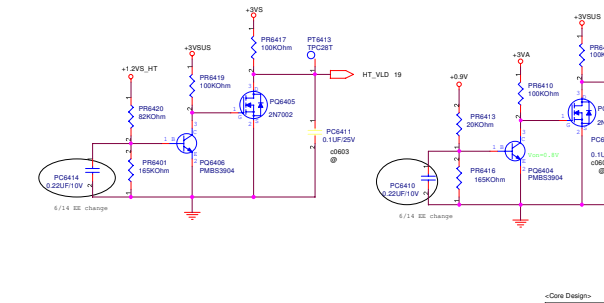 +3VS
PR6417
100KOhm
PT6413
TPC28T
HT_VLD 19
+3VSUS
PR6419
100KOhm
+1.2VS_HT
PR6420
82KOhm
PQ6405
2N7002
PC6411
0.1UF/25V
c0603
@
PR6401
165KOhm
PQ6406
PMBS3904
PC6414
0.22UF/10V
6/14 EE change
+3VSUS
+3VA
PR6410
100KOhm
+0.9V
PR6413
20KOhm
PR6416
165KOhm
PQ6404
PMBS3904
PC6410
0.22UF/10V
6/14 EE change
<Core Design>